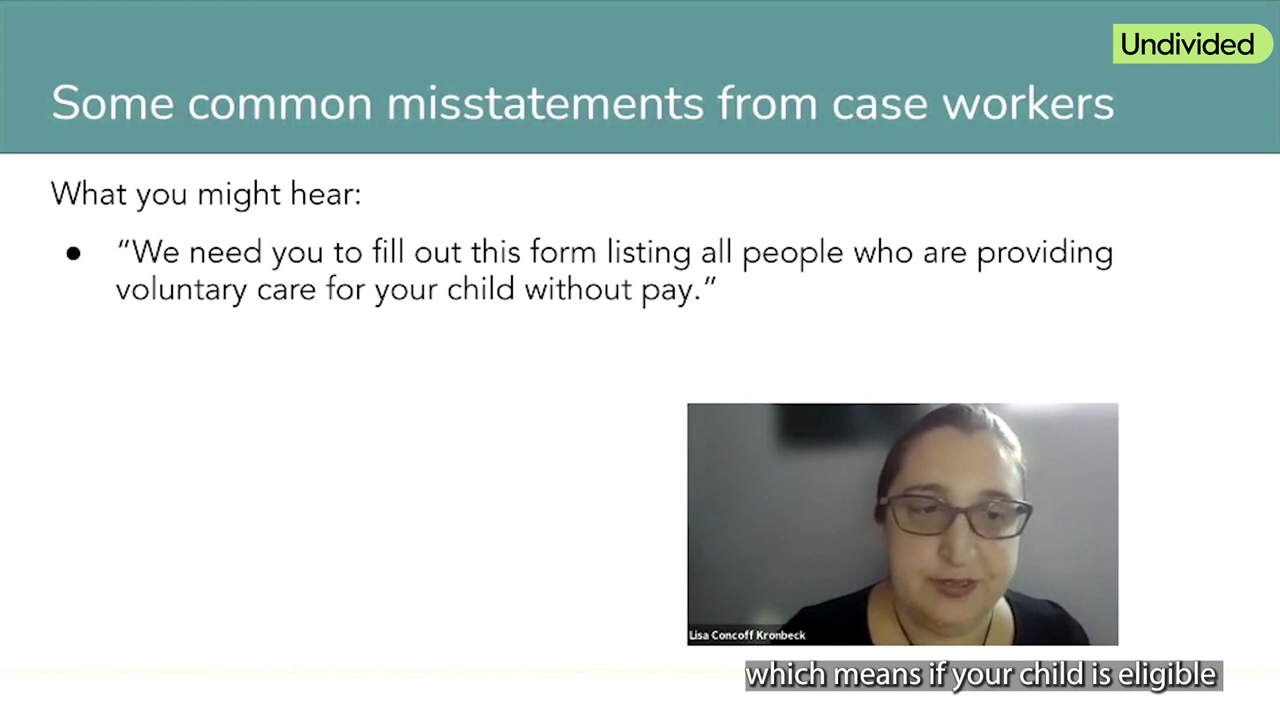 Undivided
Some common misstatements from case workers
What you might hear:
● “We need you to fill out this form listing all people who are providing
voluntary care for your child without pay.”
Lisa Concoff Kronbeck
which means if your child is eligible